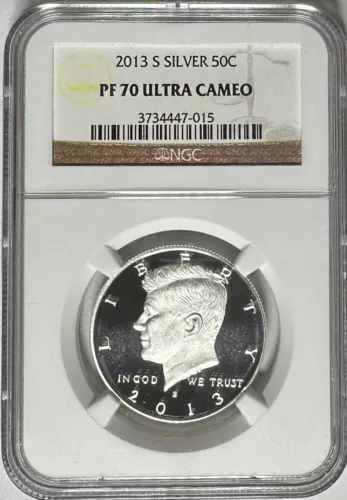 2013 S SILVER 50C
PF 70 ULTRA CAMEO
3734447-015
NGC
LIBERTY
IN GOD WE TRUST
S
2013